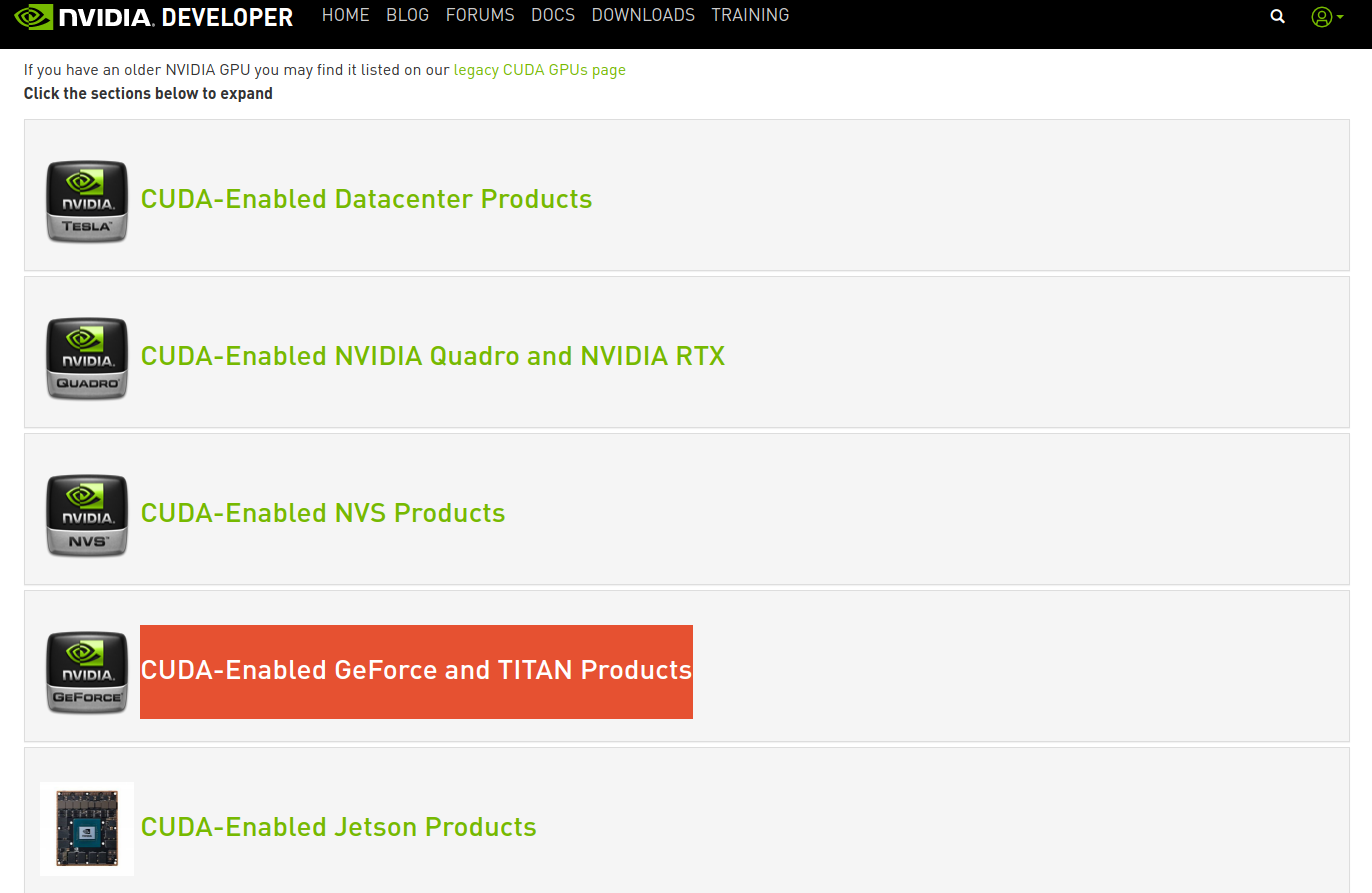 NVIDIA. DEVELOPER HOME BLOG FORUMS DOCS DOWNLOADS TRAINING
If you have an older NVIDIA GPU you may find it listed on our legacy CUDA GPUs page
Click the sections below to expand
NVIDIA.
TESLA™
CUDA-Enabled Datacenter Products
NVIDIA.
QUADRO®
CUDA-Enabled NVIDIA Quadro and NVIDIA RTX
NVIDIA.
NVS™
CUDA-Enabled NVS Products
NVIDIA.
GEFORCE®
CUDA-Enabled GeForce and TITAN Products
CUDA-Enabled Jetson Products